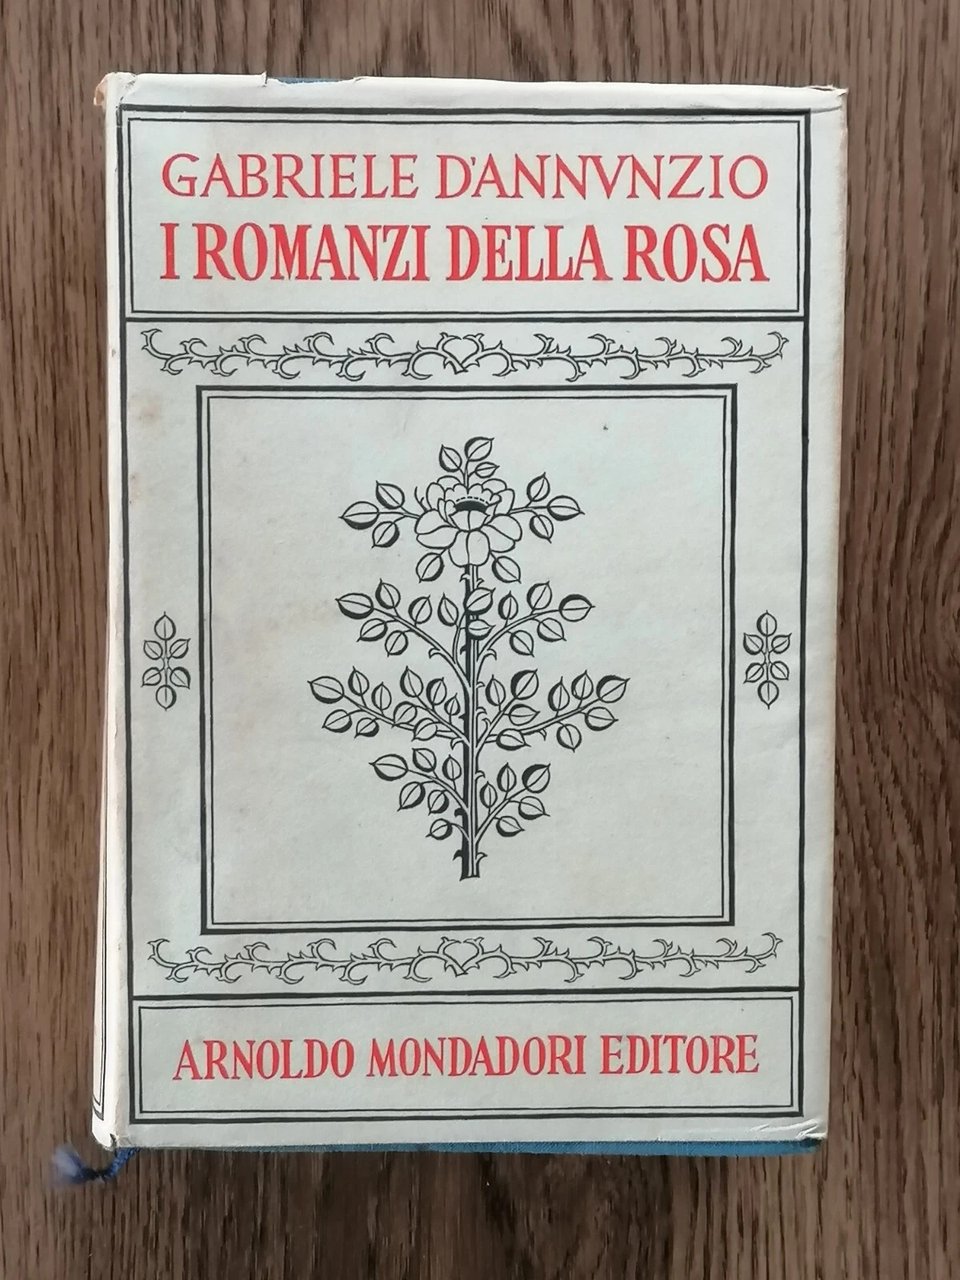 GABRIELE D'ANNVNZIO
I ROMANZI DELLA ROSA
ARNOLDO MONDADORI EDITORE